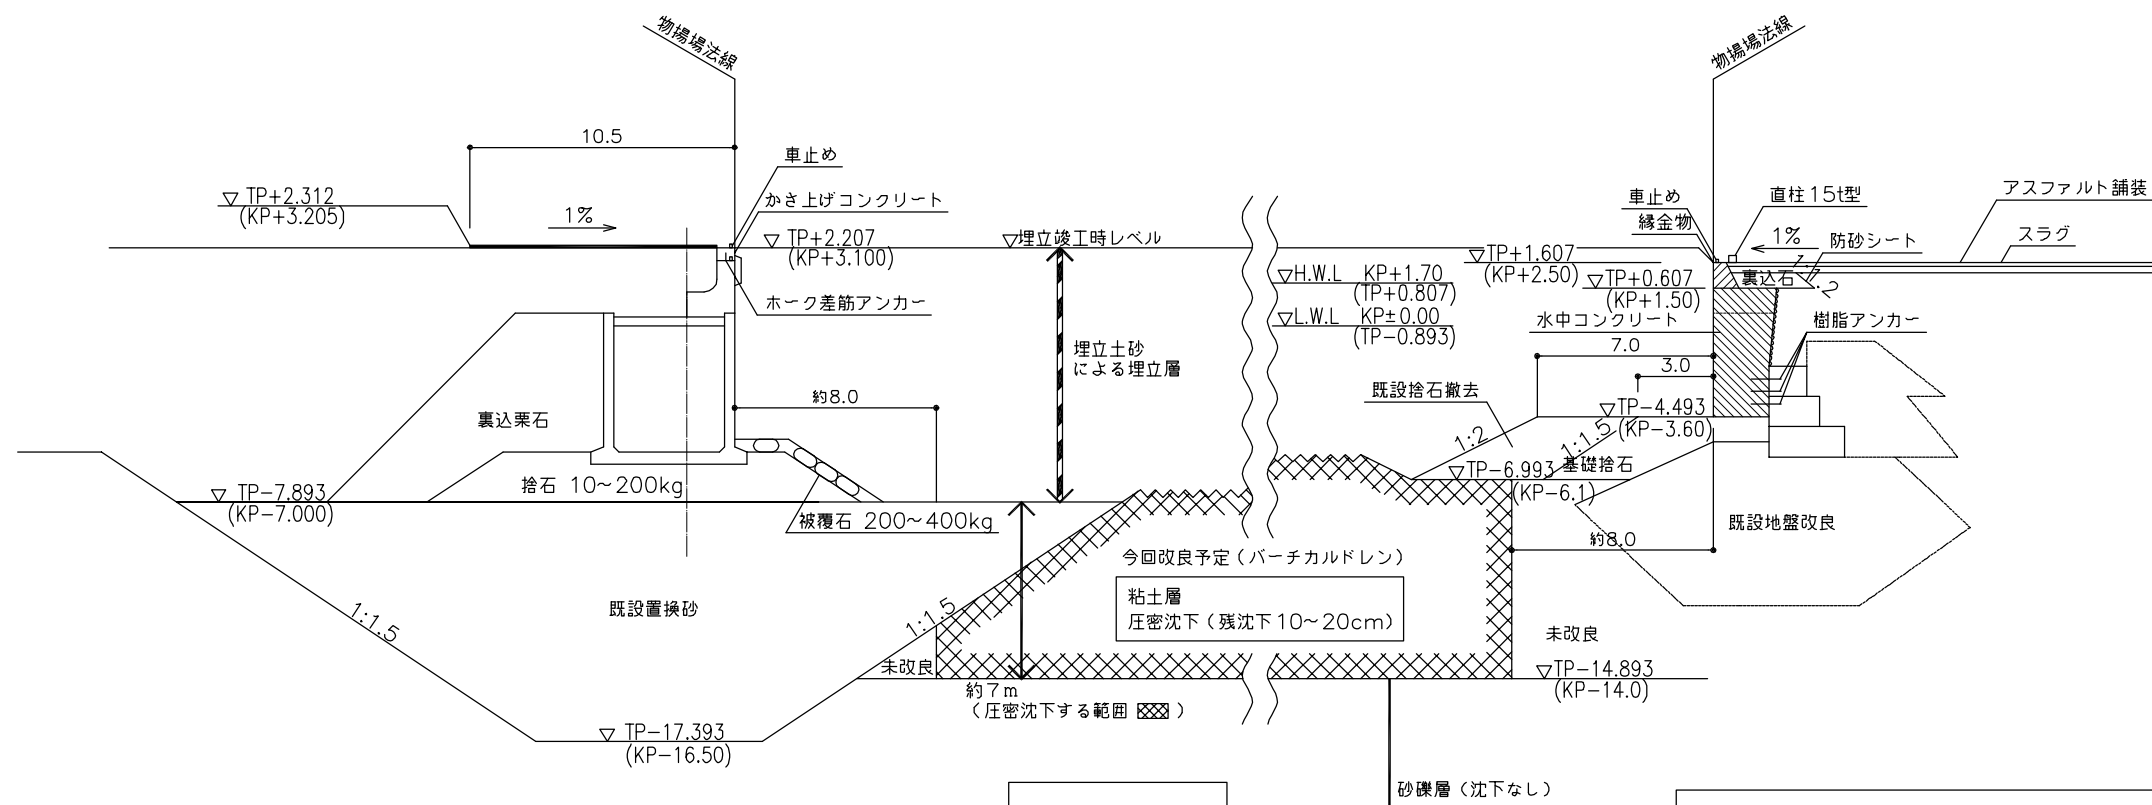 物揚場法線
物揚場法線
10.5
車止め
TP+2.312
(KP+3.205)
1%
かさ上げコンクリート
TP+2.207
(KP+3.100)
埋立竣工時レベル
ホーク差筋アンカー
H.W.L KP+1.70
(TP+0.807)
L.W.L KP±0.00
(TP−0.893)
TP+1.607
(KP+2.50)
TP+0.607
(KP+1.50)
車止め
縁金物
直柱15t型
アスファルト舗装
1%
防砂シート
スラグ
裏込石
1:2
水中コンクリート
樹脂アンカー
7.0
3.0
埋立土砂
による埋立層
既設捨石撤去
約8.0
裏込栗石
TP−4.493
(KP−3.60)
1:2
1:1.5
基礎捨石
TP−6.993
(KP−6.1)
捨石 10~200kg
TP−7.893
(KP−7.000)
被覆石 200~400kg
既設地盤改良
約8.0
今回改良予定(バーチカルドレン)
粘土層
圧密沈下(残沈下10~20cm)
1:1.5
既設置換砂
1:1.5
未改良
未改良
TP−14.893
(KP−14.0)
約7m
(圧密沈下する範囲 )
TP−17.393
(KP−16.50)
砂礫層(沈下なし)